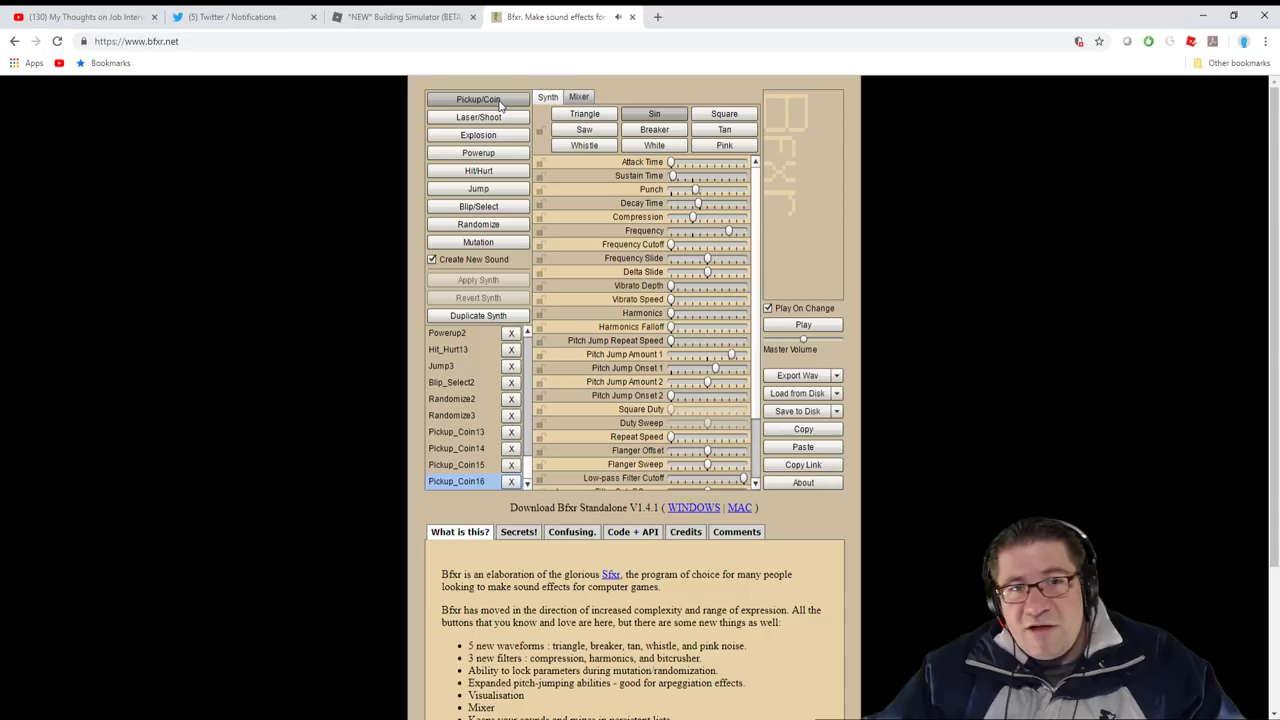 (130) My Thoughts on Job Inter
(5) Twitter / Notifications
*NEW* Building Simulator (BETA
Bfxr. Make sound effects for
https://www.bfxr.net
Apps
Bookmarks
Other bookmarks
Pickup/Coin
Laser/Shoot
Explosion
Powerup
Hit/Hurt
Jump
Blip/Select
Randomize
Mutation
Create New Sound
Apply Synth
Revert Synth
Duplicate Synth
Powerup2 X
Hit_Hurt13 X
Jump3 X
Blip_Select2 X
Randomize2 X
Randomize3 X
Pickup_Coin13 X
Pickup_Coin14 X
Pickup_Coin15 X
Pickup_Coin16 X
Synth Mixer
Triangle Sin Square
Saw Breaker Tan
Whistle White Pink
Attack Time
Sustain Time
Punch
Decay Time
Compression
Frequency
Frequency Cutoff
Frequency Slide
Delta Slide
Vibrato Depth
Vibrato Speed
Harmonics
Harmonics Falloff
Pitch Jump Repeat Speed
Pitch Jump Amount 1
Pitch Jump Onset 1
Pitch Jump Amount 2
Pitch Jump Onset 2
Square Duty
Duty Sweep
Repeat Speed
Flanger Offset
Flanger Sweep
Low-pass Filter Cutoff
Bfxr
Play On Change
Play
Master Volume
Export Wav
Load from Disk
Save to Disk
Copy
Paste
Copy Link
About
Download Bfxr Standalone V1.4.1 ( WINDOWS | MAC )
What is this? Secrets! Confusing. Code + API Credits Comments
Bfxr is an elaboration of the glorious Sfxr, the program of choice for many people
looking to make sound effects for computer games.
Bfxr has moved in the direction of increased complexity and range of expression. All the
buttons that you know and love are here, but there are some new things as well:
• 5 new waveforms : triangle, breaker, tan, whistle, and pink noise.
• 3 new filters : compression, harmonics, and bitcrusher.
• Ability to lock parameters during mutation/randomization.
• Expanded pitch-jumping abilities - good for arpeggiation effects.
• Visualisation
• Mixer
• Keeps your sounds and mixes in persistent lists